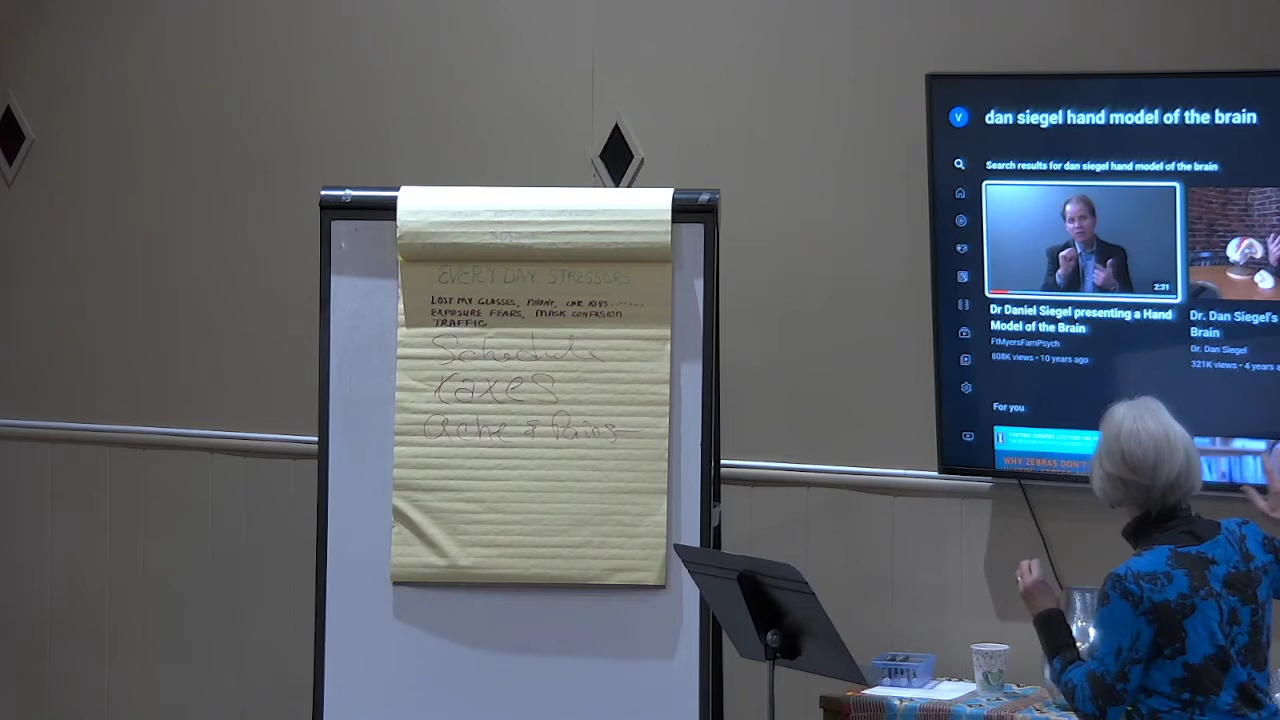 EVERY DAY STRESSORS
LOST MY GLASSES, PHONE, CAR KEYS......
EXPOSURE FEARS, MASK CONFUSION
TRAFFIC
Schedule
taxes
Ache & Pains
V
dan siegel hand model of the brain
Search results for dan siegel hand model of the brain
2:31
Dr Daniel Siegel presenting a Hand
Model of the Brain
FtMyersFamPsych
808K views • 10 years ago
Dr. Dan Siegel's
Brain
Dr. Dan Siegel
321K views • 4 years a
For you
WHY ZEBRAS DON'T